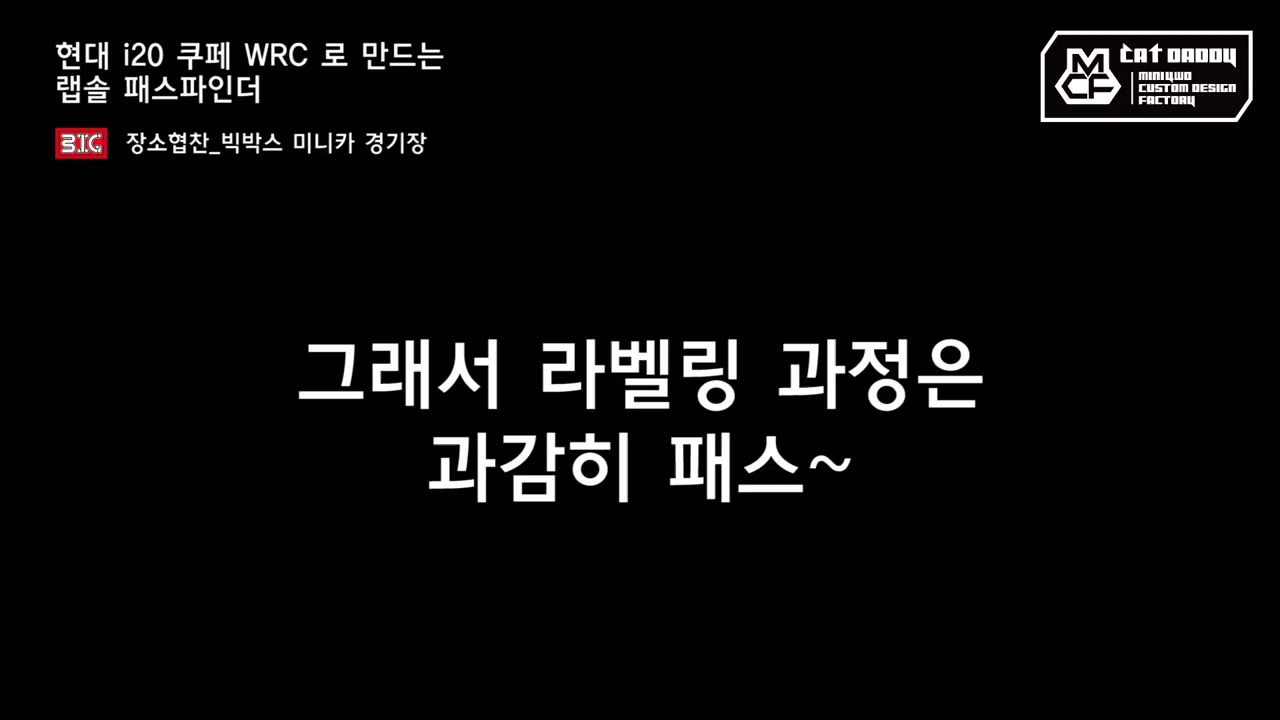 현대 i20 쿠페 WRC 로 만드는
랩솔 패스파인더
BIG 장소협찬_빅박스 미니카 경기장
MCF
CAT DADDY
MINI4WD
CUSTOM DESIGN
FACTORY
그래서 라벨링 과정은
과감히 패스~